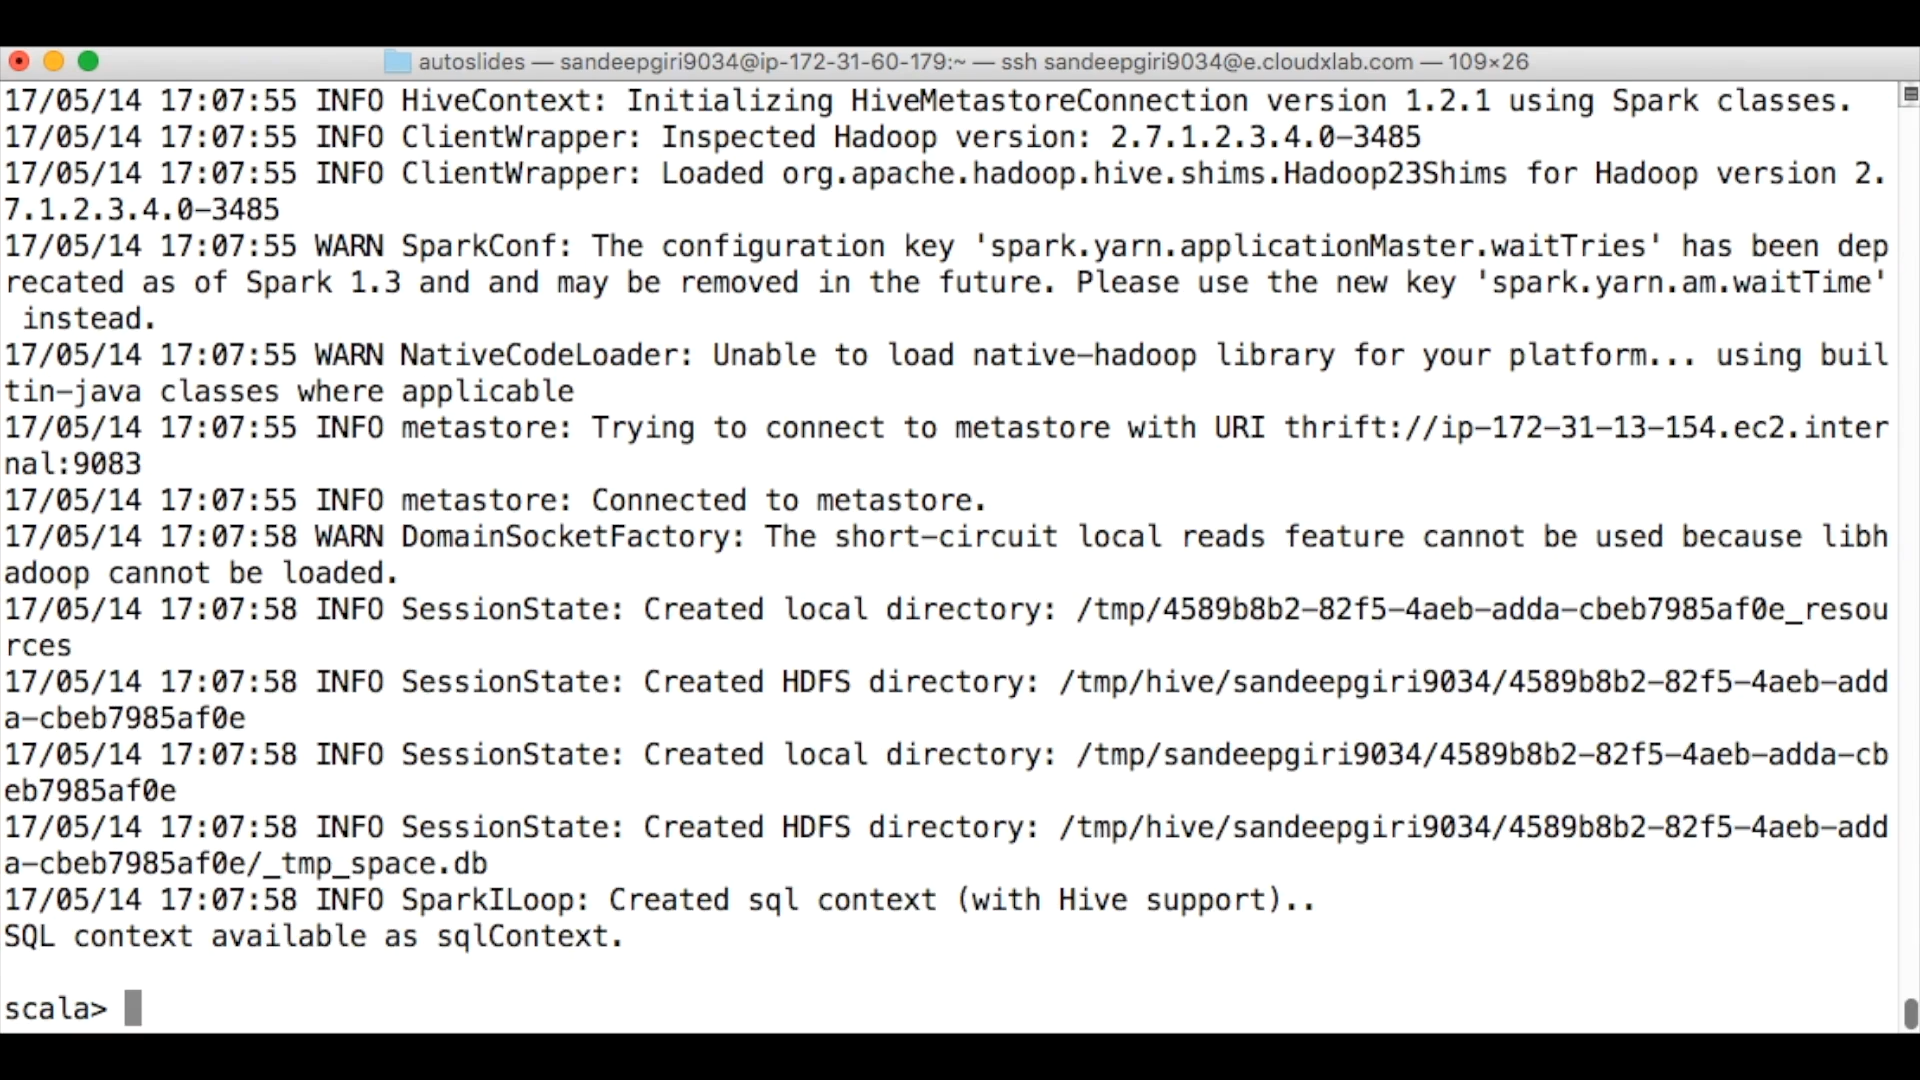 autoslides — sandeepgiri9034@ip-172-31-60-179:~ — ssh sandeepgiri9034@e.cloudxlab.com — 109×26
17/05/14 17:07:55 INFO HiveContext: Initializing HiveMetastoreConnection version 1.2.1 using Spark classes.
17/05/14 17:07:55 INFO ClientWrapper: Inspected Hadoop version: 2.7.1.2.3.4.0-3485
17/05/14 17:07:55 INFO ClientWrapper: Loaded org.apache.hadoop.hive.shims.Hadoop23Shims for Hadoop version 2.
7.1.2.3.4.0-3485
17/05/14 17:07:55 WARN SparkConf: The configuration key 'spark.yarn.applicationMaster.waitTries' has been dep
recated as of Spark 1.3 and and may be removed in the future. Please use the new key 'spark.yarn.am.waitTime'
 instead.
17/05/14 17:07:55 WARN NativeCodeLoader: Unable to load native-hadoop library for your platform... using buil
tin-java classes where applicable
17/05/14 17:07:55 INFO metastore: Trying to connect to metastore with URI thrift://ip-172-31-13-154.ec2.inter
nal:9083
17/05/14 17:07:55 INFO metastore: Connected to metastore.
17/05/14 17:07:58 WARN DomainSocketFactory: The short-circuit local reads feature cannot be used because libh
adoop cannot be loaded.
17/05/14 17:07:58 INFO SessionState: Created local directory: /tmp/4589b8b2-82f5-4aeb-adda-cbeb7985af0e_resou
rces
17/05/14 17:07:58 INFO SessionState: Created HDFS directory: /tmp/hive/sandeepgiri9034/4589b8b2-82f5-4aeb-add
a-cbeb7985af0e
17/05/14 17:07:58 INFO SessionState: Created local directory: /tmp/sandeepgiri9034/4589b8b2-82f5-4aeb-adda-cb
eb7985af0e
17/05/14 17:07:58 INFO SessionState: Created HDFS directory: /tmp/hive/sandeepgiri9034/4589b8b2-82f5-4aeb-add
a-cbeb7985af0e/_tmp_space.db
17/05/14 17:07:58 INFO SparkILoop: Created sql context (with Hive support)..
SQL context available as sqlContext.
scala>